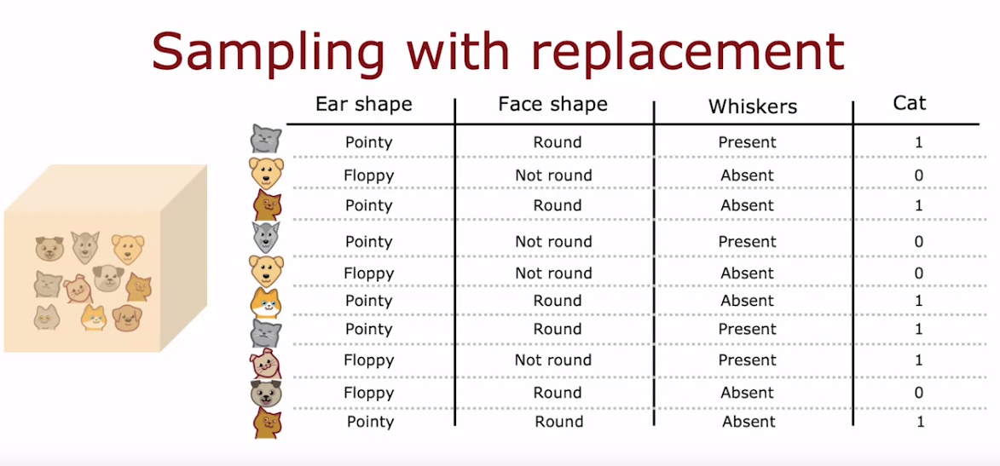 Sampling with replacement
Ear shape Face shape Whiskers Cat
Pointy Round Present 1
Floppy Not round Absent 0
Pointy Round Absent 1
Pointy Not round Present 0
Floppy Not round Absent 0
Pointy Round Absent 1
Pointy Round Present 1
Floppy Not round Present 1
Floppy Round Absent 0
Pointy Round Absent 1